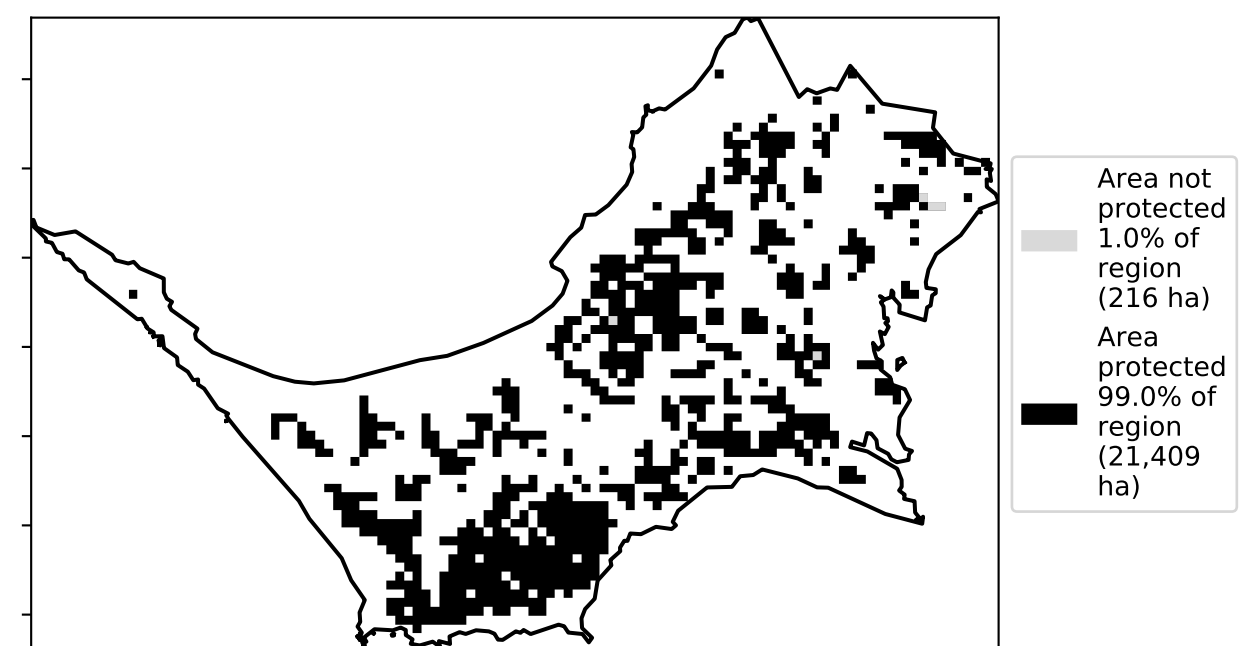 Area not
protected
1.0% of
region
(216 ha)
Area
protected
99.0% of
region
(21,409
ha)